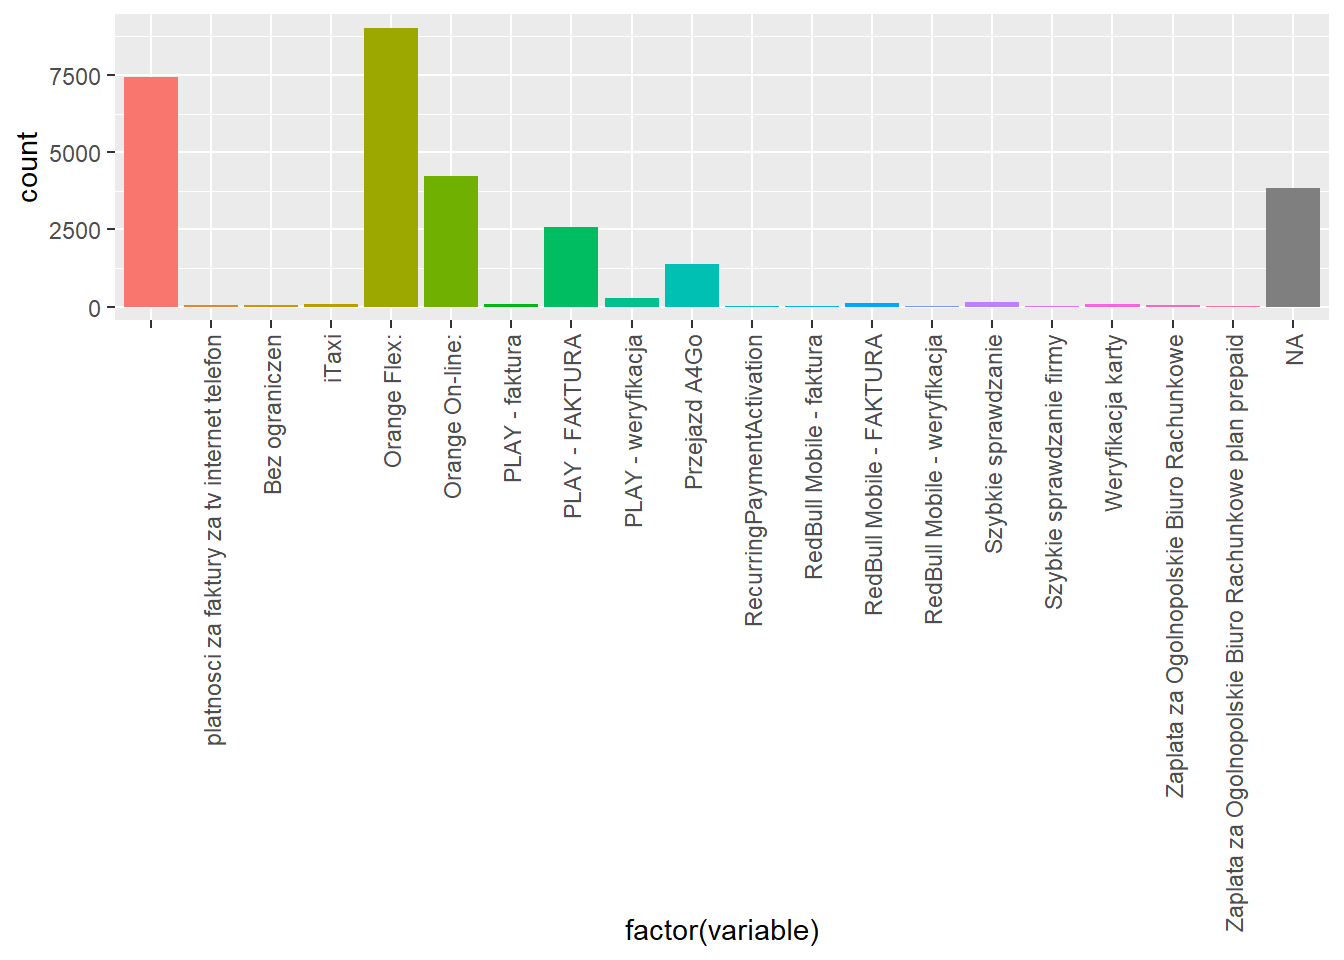 count
7500
5000
2500
0
platnosci za faktury za tv internet telefon
Bez ograniczen
iTaxi
Orange Flex:
Orange On-line:
PLAY - faktura
PLAY - FAKTURA
PLAY - weryfikacja
Przejazd A4Go
RecurringPaymentActivation
RedBull Mobile - faktura
RedBull Mobile - FAKTURA
RedBull Mobile - weryfikacja
Szybkie sprawdzanie
Szybkie sprawdzanie firmy
Weryfikacja karty
Zaplata za Ogolnopolskie Biuro Rachunkowe
Zaplata za Ogolnopolskie Biuro Rachunkowe plan prepaid
NA
factor(variable)